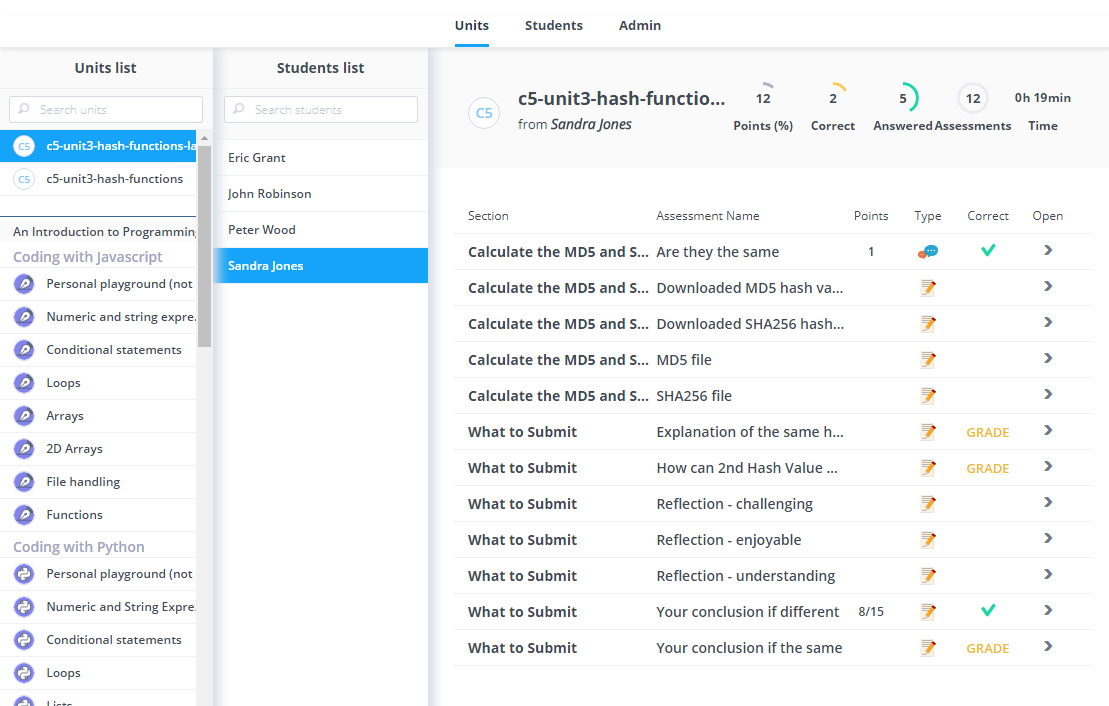 Units Students Admin
Units list
Search units
C5 c5-unit3-hash-functions-la
C5 c5-unit3-hash-functions
An Introduction to Programming
Coding with Javascript
Personal playground (not
Numeric and string expre.
Conditional statements
Loops
Arrays
2D Arrays
File handling
Functions
Coding with Python
Personal playground (not
Numeric and String Expre.
Conditional statements
Loops
Lists
Students list
Search students
Eric Grant
John Robinson
Peter Wood
Sandra Jones
C5
c5-unit3-hash-functio...
from Sandra Jones
12 2 5 12 0h 19min
Points (%) Correct Answered Assessments Time
Section Assessment Name Points Type Correct Open
Calculate the MD5 and S... Are they the same 1
Calculate the MD5 and S... Downloaded MD5 hash va...
Calculate the MD5 and S... Downloaded SHA256 hash...
Calculate the MD5 and S... MD5 file
Calculate the MD5 and S... SHA256 file
What to Submit Explanation of the same h... GRADE
What to Submit How can 2nd Hash Value ... GRADE
What to Submit Reflection - challenging
What to Submit Reflection - enjoyable
What to Submit Reflection - understanding
What to Submit Your conclusion if different 8/15
What to Submit Your conclusion if the same GRADE